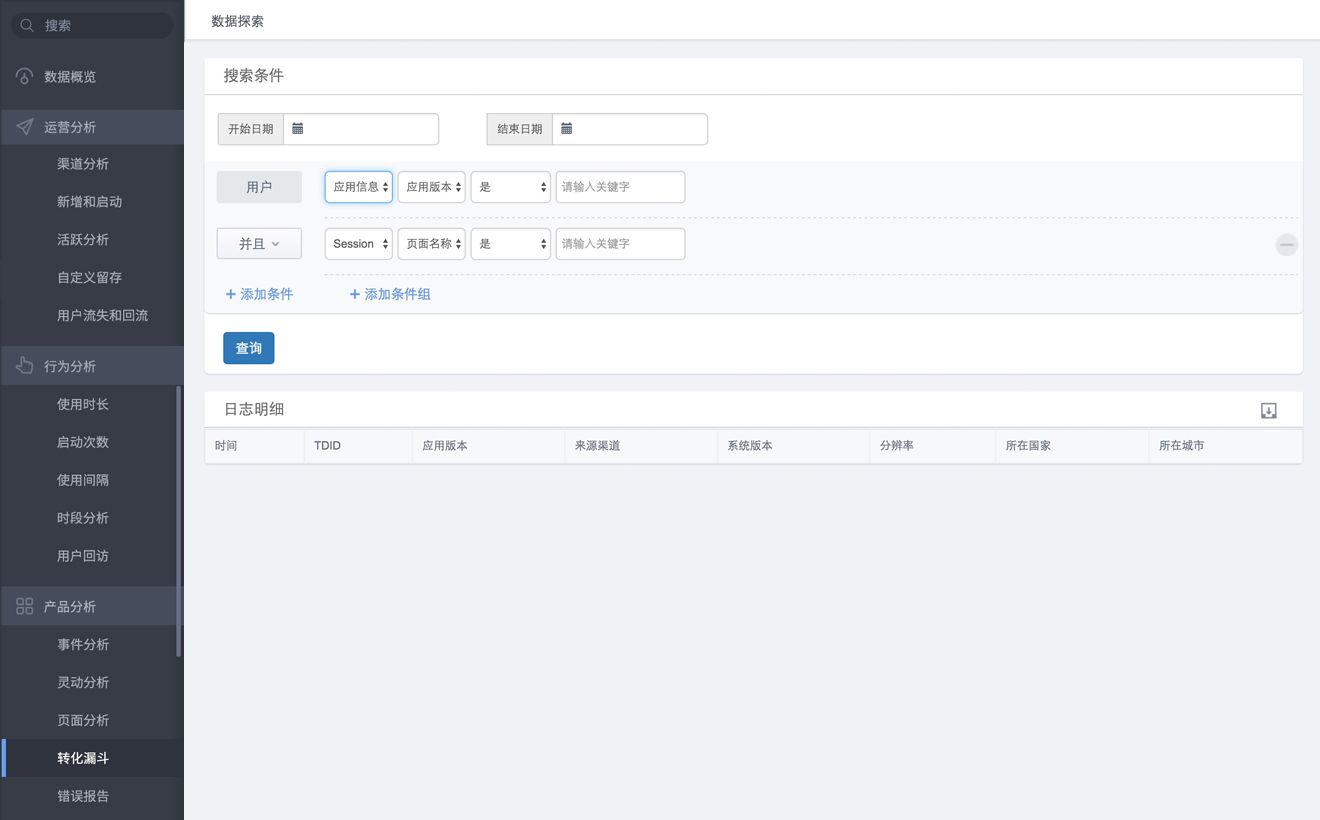 搜索
数据概览
运营分析
渠道分析
新增和启动
活跃分析
自定义留存
用户流失和回流
行为分析
使用时长
启动次数
使用间隔
时段分析
用户回访
产品分析
事件分析
灵动分析
页面分析
转化漏斗
错误报告
数据探索
搜索条件
开始日期 结束日期
用户 应用信息 应用版本 是 请输入关键字
并且 Session 页面名称 是 请输入关键字
+ 添加条件 + 添加条件组
查询
日志明细
时间 TDID 应用版本 来源渠道 系统版本 分辨率 所在国家 所在城市